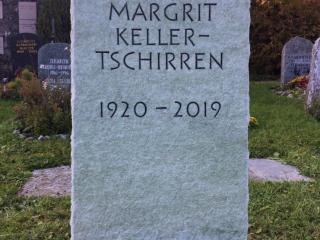 MARGRIT
KELLER-
TSCHIRREN
1920 – 2019